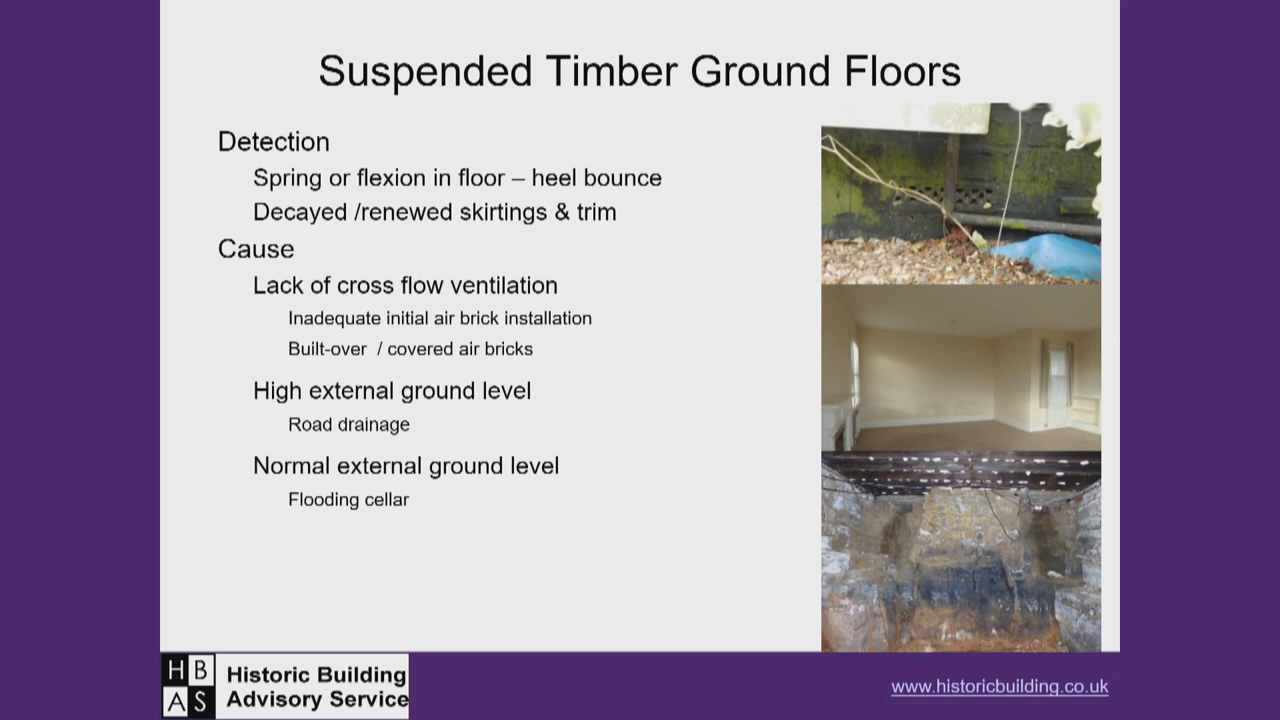 Suspended Timber Ground Floors
Detection
Spring or flexion in floor – heel bounce
Decayed /renewed skirtings & trim
Cause
Lack of cross flow ventilation
Inadequate initial air brick installation
Built-over / covered air bricks
High external ground level
Road drainage
Normal external ground level
Flooding cellar
H B
A S
Historic Building
Advisory Service
www.historicbuilding.co.uk